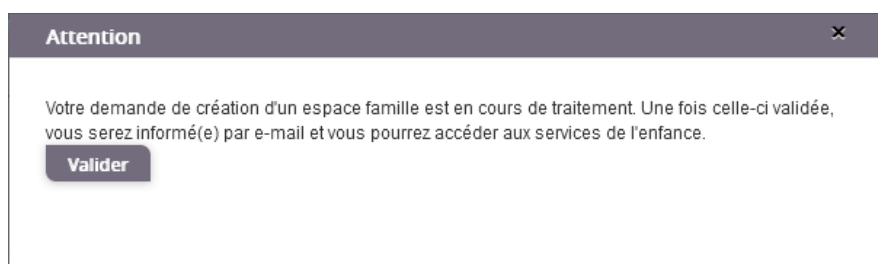 Attention
Votre demande de création d'un espace famille est en cours de traitement. Une fois celle-ci validée,
vous serez informé(e) par e-mail et vous pourrez accéder aux services de l'enfance.
Valider